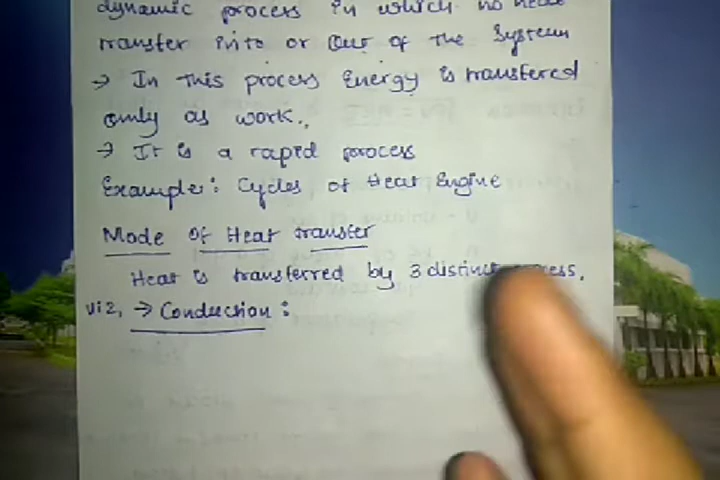 dynamic process in which no heat
transfer into or Out of the System
→ In this process Energy is transferred
only as work.
→ It is a rapid process
Example: Cycles of Heat Engine
Mode of Heat transfer
Heat is transferred by 3 distinct
viz, → Conduction: